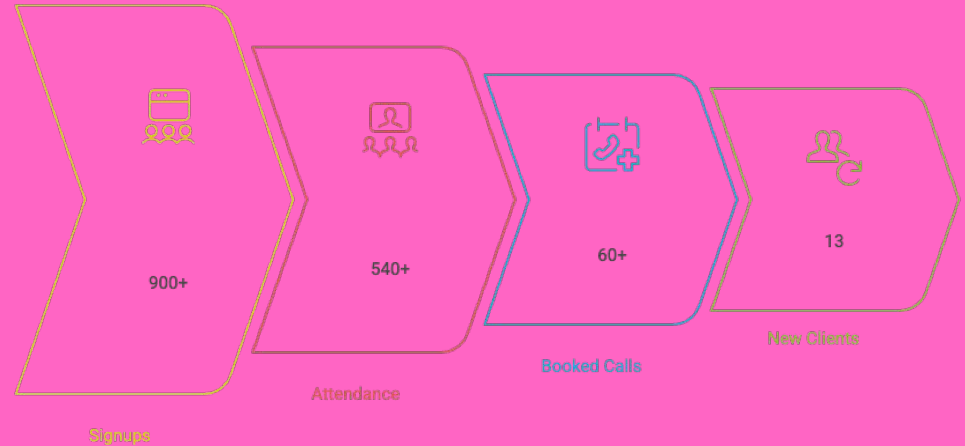 900+
Signups
540+
Attendance
60+
Booked Calls
13
New Clients